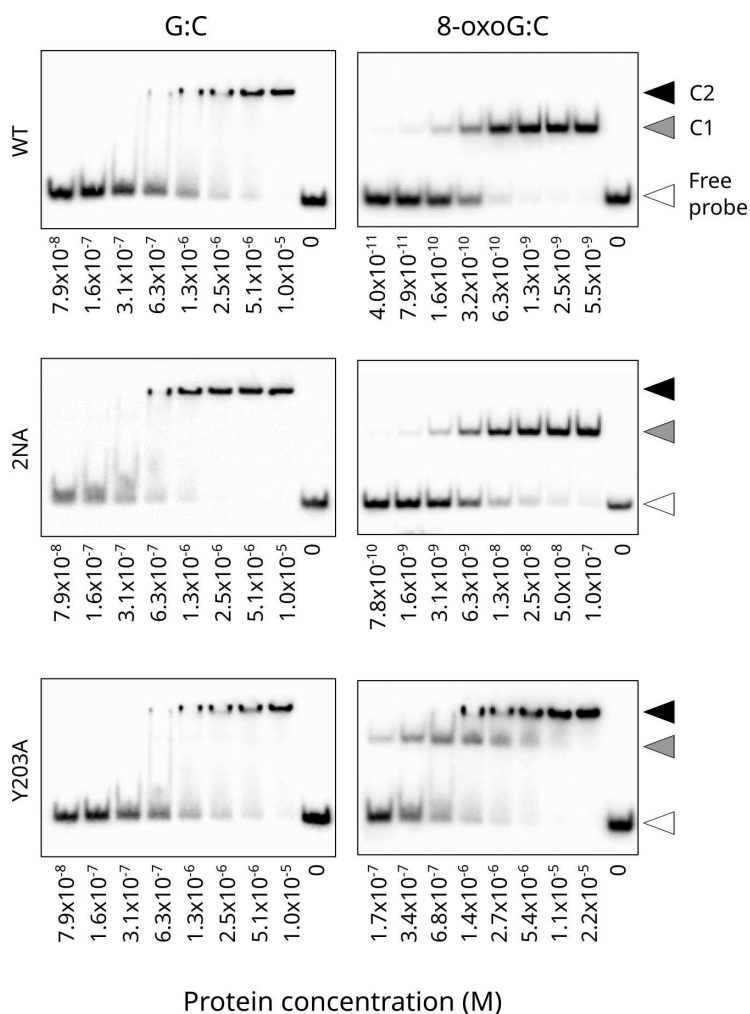 G:C 8-oxoG:C
WT
C2
C1
Free
probe
7.9x10⁻⁸ 1.6x10⁻⁷ 3.1x10⁻⁷ 6.3x10⁻⁷ 1.3x10⁻⁶ 2.5x10⁻⁶ 5.1x10⁻⁶ 1.0x10⁻⁵ 0
4.0x10⁻¹¹ 7.9x10⁻¹¹ 1.6x10⁻¹⁰ 3.2x10⁻¹⁰ 6.3x10⁻¹⁰ 1.3x10⁻⁹ 2.5x10⁻⁹ 5.5x10⁻⁹ 0
2NA
7.9x10⁻⁸ 1.6x10⁻⁷ 3.1x10⁻⁷ 6.3x10⁻⁷ 1.3x10⁻⁶ 2.5x10⁻⁶ 5.1x10⁻⁶ 1.0x10⁻⁵ 0
7.8x10⁻¹⁰ 1.6x10⁻⁹ 3.1x10⁻⁹ 6.3x10⁻⁹ 1.3x10⁻⁸ 2.5x10⁻⁸ 5.0x10⁻⁸ 1.0x10⁻⁷ 0
Y203A
7.9x10⁻⁸ 1.6x10⁻⁷ 3.1x10⁻⁷ 6.3x10⁻⁷ 1.3x10⁻⁶ 2.5x10⁻⁶ 5.1x10⁻⁶ 1.0x10⁻⁵ 0
1.7x10⁻⁷ 3.4x10⁻⁷ 6.8x10⁻⁷ 1.4x10⁻⁶ 2.7x10⁻⁶ 5.4x10⁻⁶ 1.1x10⁻⁵ 2.2x10⁻⁵ 0
Protein concentration (M)